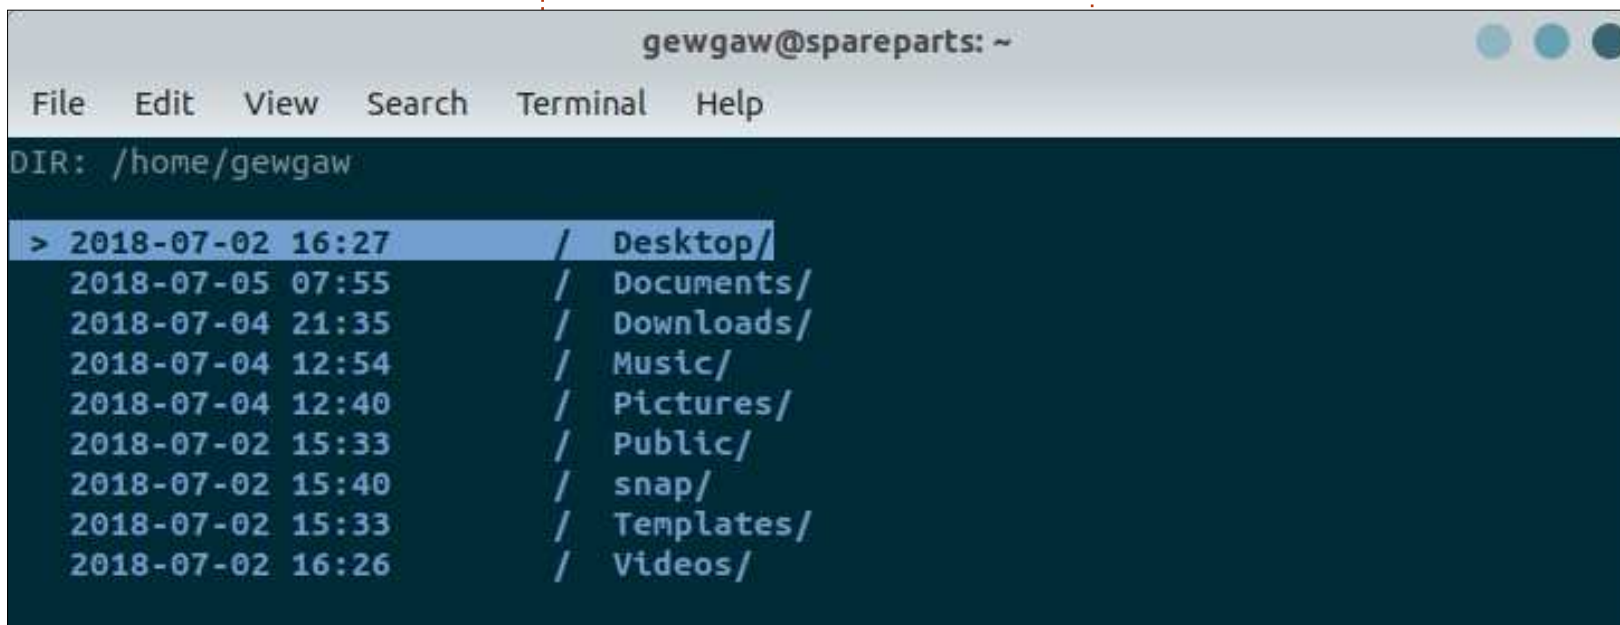 gewgaw@spareparts: ~
File Edit View Search Terminal Help
DIR: /home/gewgaw
> 2018-07-02 16:27 / Desktop/
2018-07-05 07:55 / Documents/
2018-07-04 21:35 / Downloads/
2018-07-04 12:54 / Music/
2018-07-04 12:40 / Pictures/
2018-07-02 15:33 / Public/
2018-07-02 15:40 / snap/
2018-07-02 15:33 / Templates/
2018-07-02 16:26 / Videos/